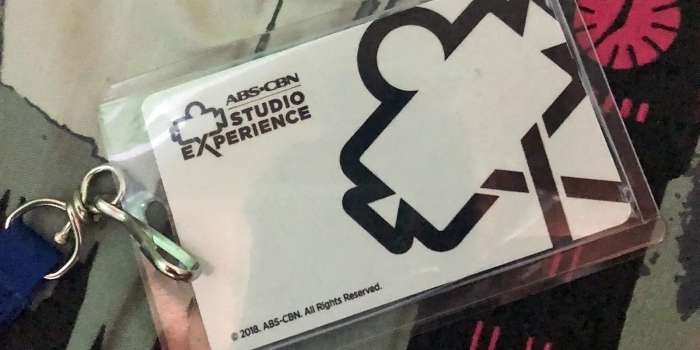 ABS•CBN
STUDIO
EXPERIENCE
© 2018. ABS-CBN. All Rights Reserved.